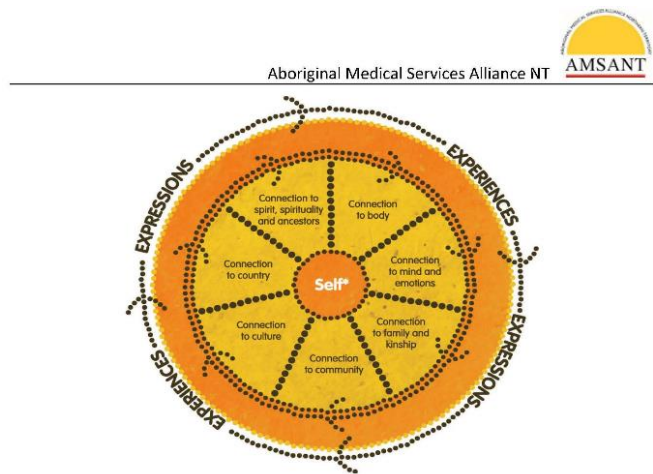 Aboriginal Medical Services Alliance NT
AMSANT
EXPRESSIONS
EXPERIENCES
Connection to
spirit, spirituality
and ancestors
Connection
to body
Connection
to country
Self*
Connection
to mind and
emotions
Connection
to culture
Connection
to family and
kinship
Connection
to community
EXPERIENCES
EXPRESSIONS